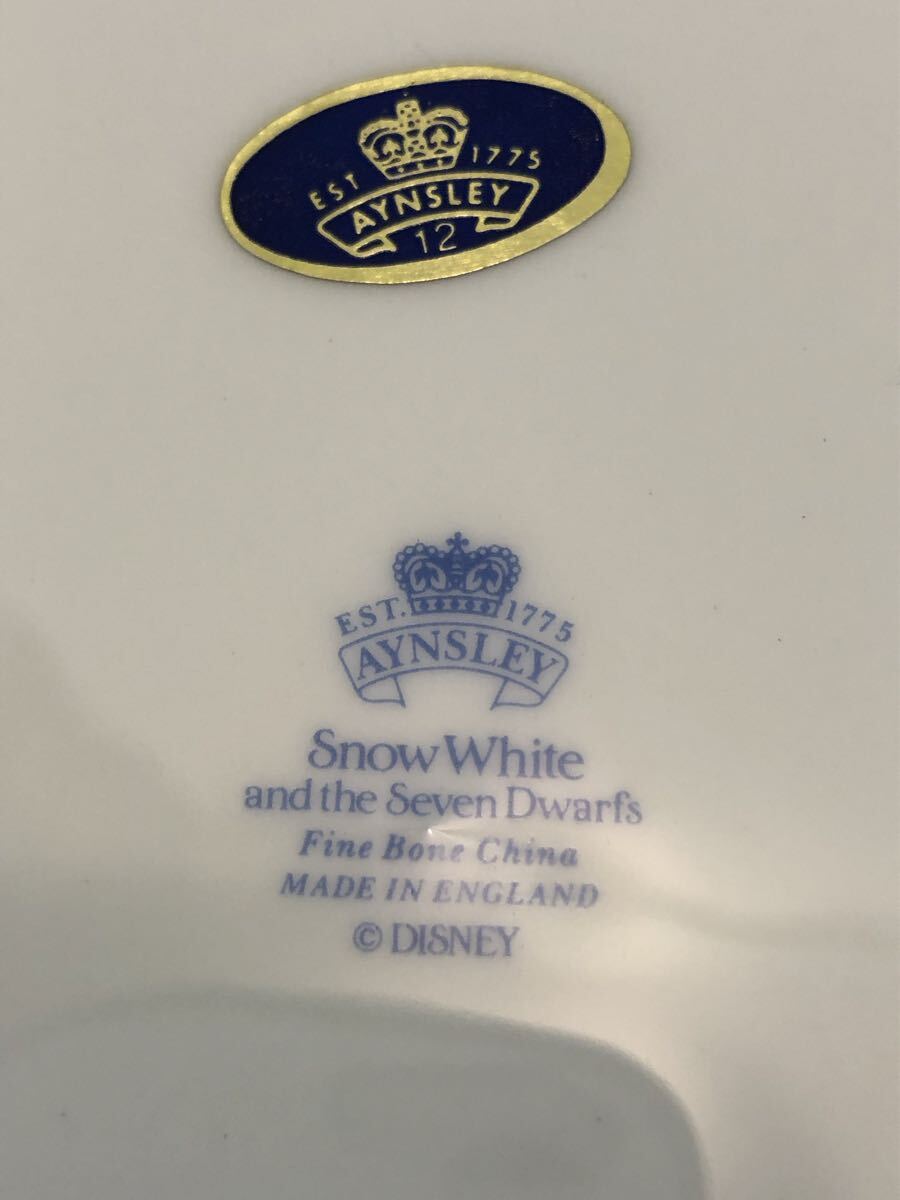 EST 1775
AYNSLEY
12
EST. 1775
AYNSLEY
Snow White
and the Seven Dwarfs
Fine Bone China
MADE IN ENGLAND
© DISNEY